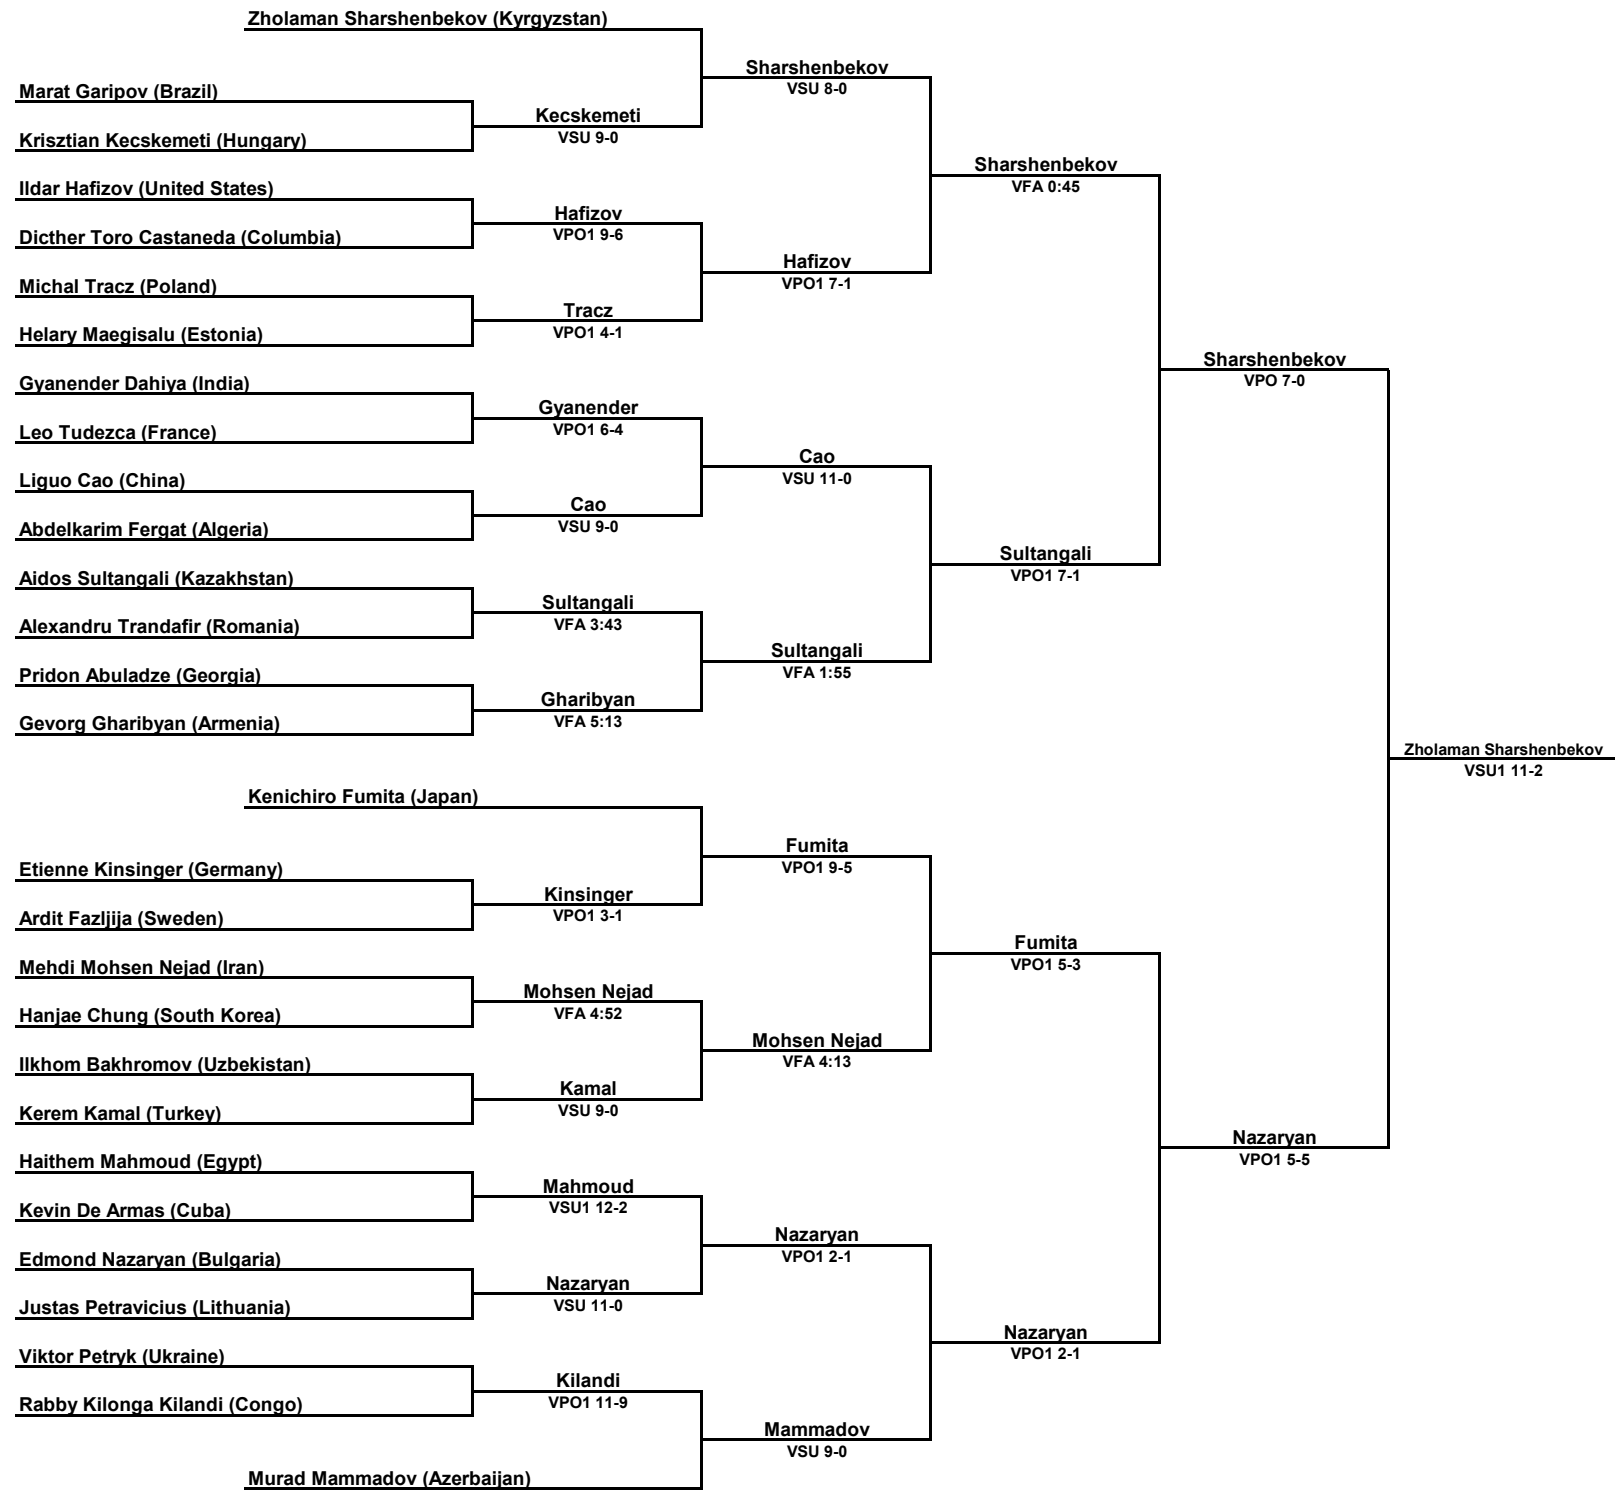 Zholaman Sharshenbekov (Kyrgyzstan)
Sharshenbekov
VSU 8-0
Marat Garipov (Brazil)
Kecskemeti
VSU 9-0
Krisztian Kecskemeti (Hungary)
Sharshenbekov
VFA 0:45
Ildar Hafizov (United States)
Hafizov
VPO1 9-6
Dicther Toro Castaneda (Columbia)
Hafizov
VPO1 7-1
Michal Tracz (Poland)
Tracz
VPO1 4-1
Helary Maegisalu (Estonia)
Sharshenbekov
VPO 7-0
Gyanender Dahiya (India)
Gyanender
VPO1 6-4
Leo Tudezca (France)
Cao
VSU 11-0
Liguo Cao (China)
Cao
VSU 9-0
Abdelkarim Fergat (Algeria)
Sultangali
VPO1 7-1
Aidos Sultangali (Kazakhstan)
Sultangali
VFA 3:43
Alexandru Trandafir (Romania)
Sultangali
VFA 1:55
Pridon Abuladze (Georgia)
Gharibyan
VFA 5:13
Gevorg Gharibyan (Armenia)
Zholaman Sharshenbekov
VSU1 11-2
Kenichiro Fumita (Japan)
Fumita
VPO1 9-5
Etienne Kinsinger (Germany)
Kinsinger
VPO1 3-1
Ardit Fazljija (Sweden)
Fumita
VPO1 5-3
Mehdi Mohsen Nejad (Iran)
Mohsen Nejad
VFA 4:52
Hanjae Chung (South Korea)
Mohsen Nejad
VFA 4:13
Ilkhom Bakhromov (Uzbekistan)
Kamal
VSU 9-0
Kerem Kamal (Turkey)
Nazaryan
VPO1 5-5
Haithem Mahmoud (Egypt)
Mahmoud
VSU1 12-2
Kevin De Armas (Cuba)
Nazaryan
VPO1 2-1
Edmond Nazaryan (Bulgaria)
Nazaryan
VSU 11-0
Justas Petravicius (Lithuania)
Nazaryan
VPO1 2-1
Viktor Petryk (Ukraine)
Kilandi
VPO1 11-9
Rabby Kilonga Kilandi (Congo)
Mammadov
VSU 9-0
Murad Mammadov (Azerbaijan)